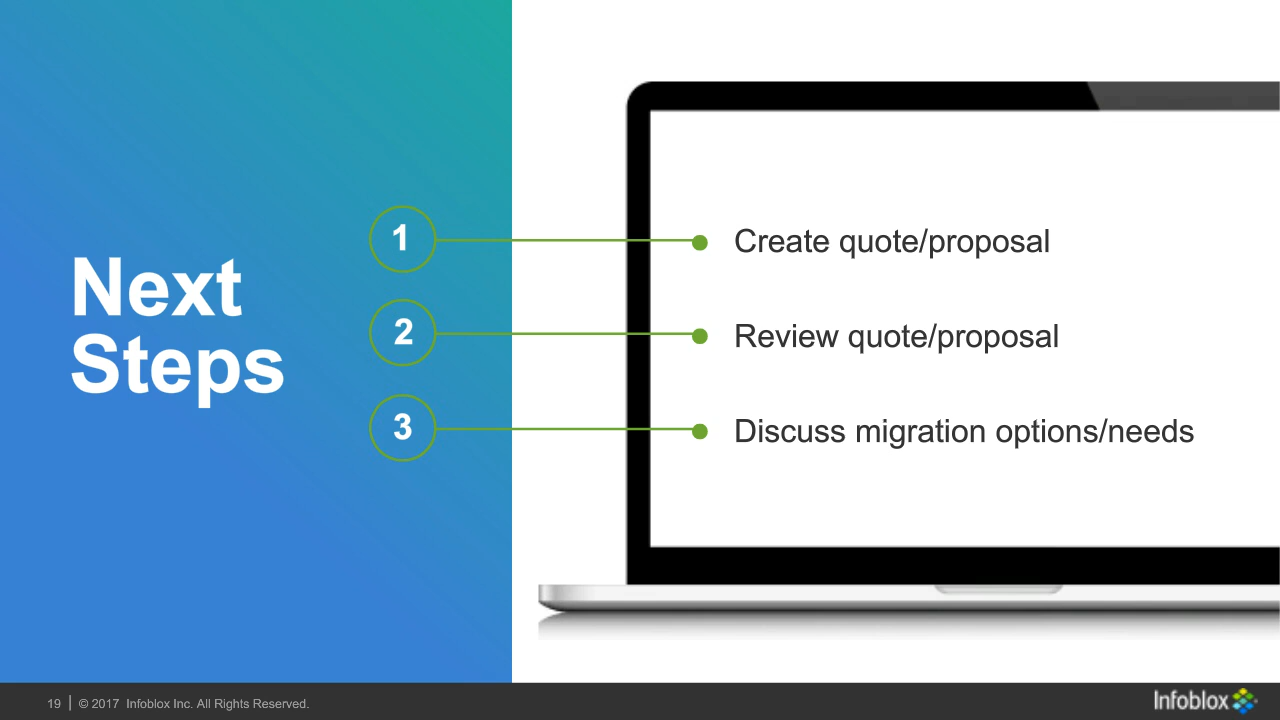 Next
Steps
1
Create quote/proposal
2
Review quote/proposal
3
Discuss migration options/needs
19 | © 2017 Infoblox Inc. All Rights Reserved.
Infoblox